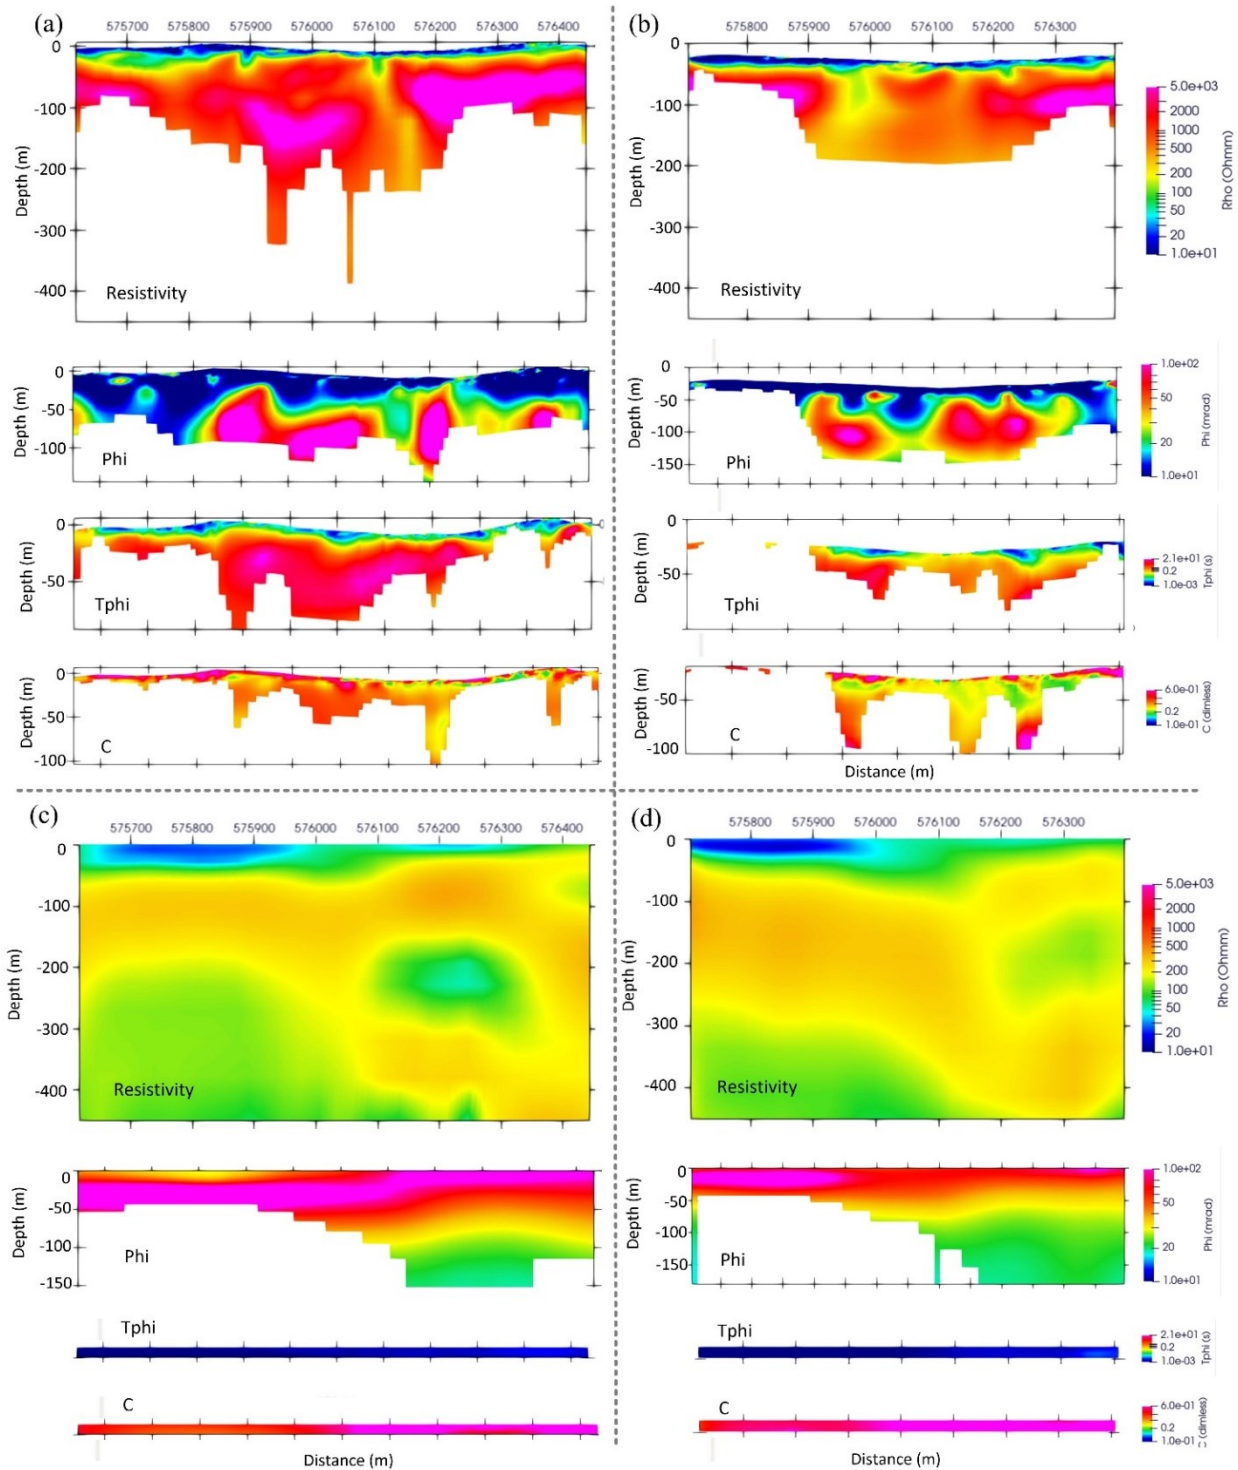 (a)
575700 575800 575900 576000 576100 576200 576300 576400
0
-100
-200
-300
-400
Depth (m)
Resistivity
0
-50
-100
Depth (m)
Phi
0
-50
Depth (m)
Tphi
0
-50
-100
Depth (m)
C
(b)
575800 575900 576000 576100 576200 576300
0
-100
-200
-300
-400
Depth (m)
Resistivity
5.0e+03
2000
1000
500
200
100
50
20
1.0e+01
Rho (Ohmm)
0
-50
-100
-150
Depth (m)
Phi
1.0e+02
50
20
1.0e+01
Phi (mrad)
0
-50
Depth (m)
Tphi
2.1e+01
0.2
1.0e-03
Tphi (s)
-50
-100
Depth (m)
C
6.0e-01
0.2
1.0e-01
C (dimless)
Distance (m)
(c)
575700 575800 575900 576000 576100 576200 576300 576400
0
-100
-200
-300
-400
Depth (m)
Resistivity
0
-50
-100
-150
Depth (m)
Phi
Tphi
C
Distance (m)
(d)
575800 575900 576000 576100 576200 576300
0
-100
-200
-300
-400
Depth (m)
Resistivity
5.0e+03
2000
1000
500
200
100
50
20
1.0e+01
Rho (Ohmm)
0
-50
-100
-150
Depth (m)
Phi
1.0e+02
50
20
1.0e+01
Phi (mrad)
Tphi
2.1e+01
0.2
1.0e-03
Tphi (s)
C
6.0e-01
0.2
1.0e-01
C (dimless)
Distance (m)